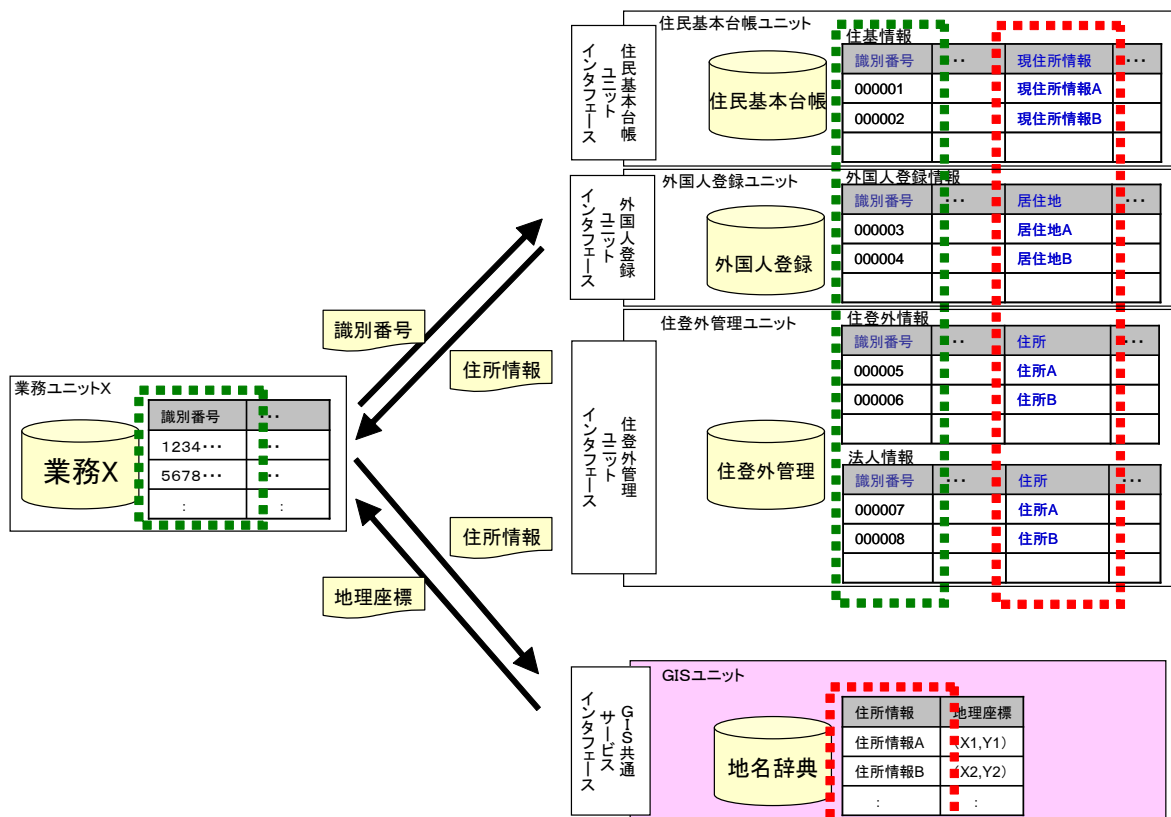 住民基本台帳ユニット
住民基本台帳
ユニット
インタフェース
住民基本台帳
住基情報
識別番号 ・・ 現住所情報 ・・・
000001 現住所情報A
000002 現住所情報B
外国人登録ユニット
外国人登録
ユニット
インタフェース
外国人登録
外国人登録情報
識別番号 ・・・ 居住地 ・・・
000003 居住地A
000004 居住地B
住登外管理ユニット
住登外管理
ユニット
インタフェース
住登外管理
住登外情報
識別番号 ・・ 住所 ・・・
000005 住所A
000006 住所B
法人情報
識別番号 ・・・ 住所 ・・・
000007 住所A
000008 住所B
識別番号
住所情報
業務ユニットX
業務X
識別番号 ・・・
1234・・・ ・・
5678・・・ ・・
: :
住所情報
地理座標
GISユニット
GIS共通
サービス
インタフェース
地名辞典
住所情報 地理座標
住所情報A (X1,Y1)
住所情報B (X2,Y2)
: :